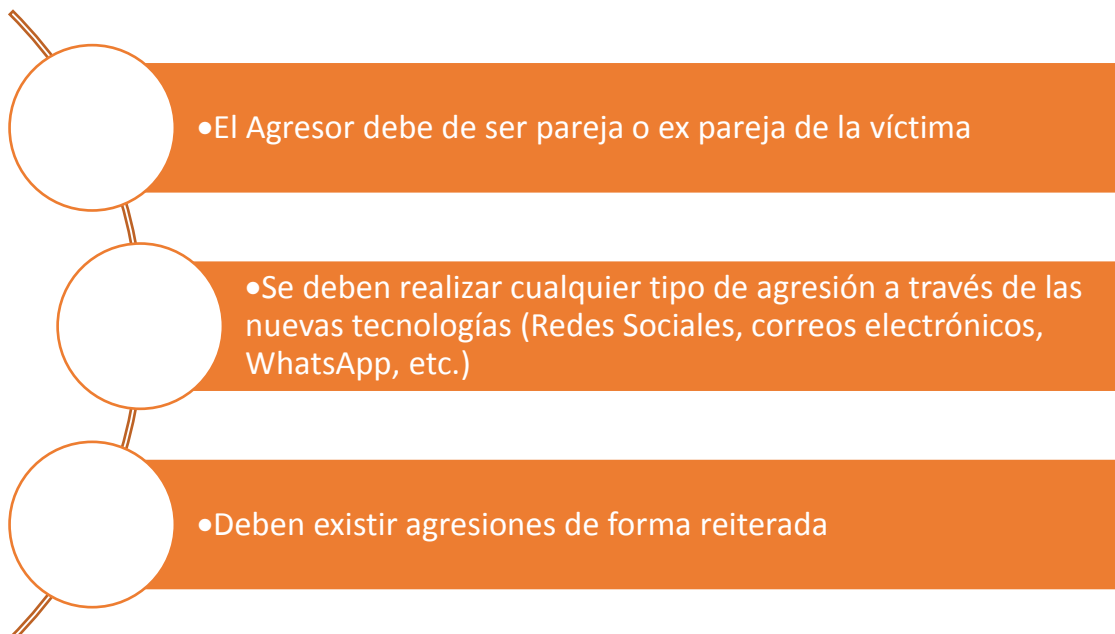 •El Agresor debe de ser pareja o ex pareja de la víctima
•Se deben realizar cualquier tipo de agresión a través de las
nuevas tecnologías (Redes Sociales, correos electrónicos,
WhatsApp, etc.)
•Deben existir agresiones de forma reiterada